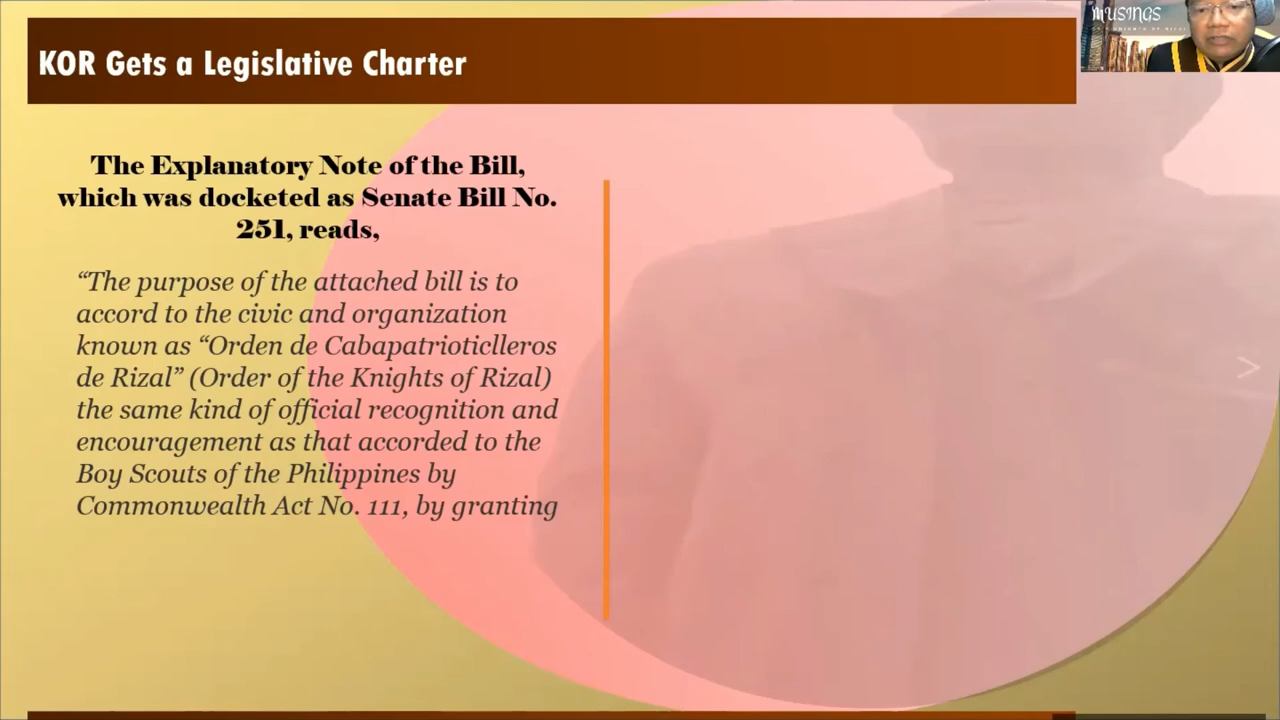 KOR Gets a Legislative Charter
MUSINGS
The Explanatory Note of the Bill,
which was docketed as Senate Bill No.
251, reads,
“The purpose of the attached bill is to
accord to the civic and organization
known as “Orden de Cabapatrioticlleros
de Rizal” (Order of the Knights of Rizal)
the same kind of official recognition and
encouragement as that accorded to the
Boy Scouts of the Philippines by
Commonwealth Act No. 111, by granting